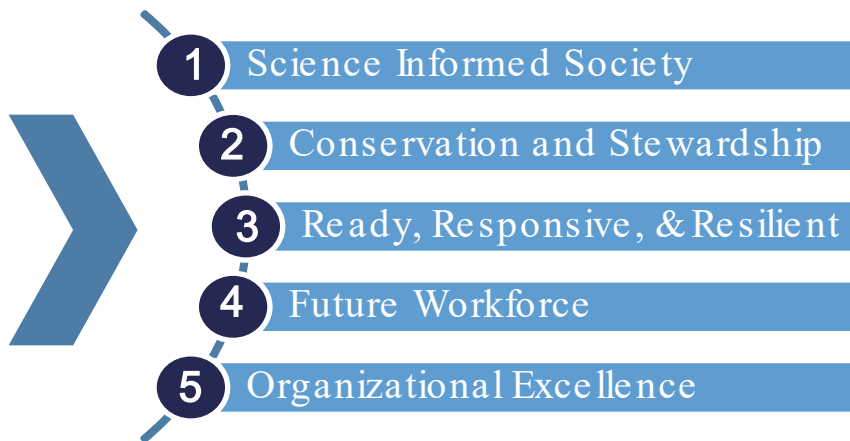 1 Science Informed Society
2 Conservation and Stewardship
3 Ready, Responsive, & Resilient
4 Future Workforce
5 Organizational Excellence